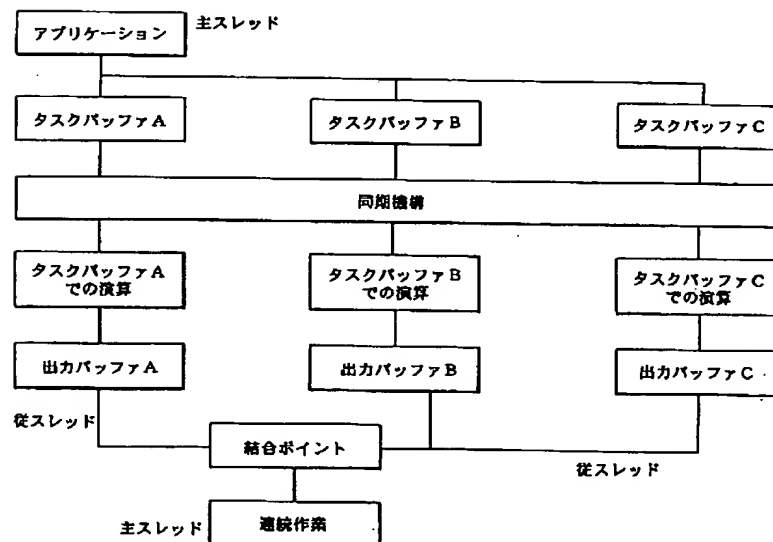 アプリケーション
主スレッド
タスクバッファA
タスクバッファB
タスクバッファC
同期機構
タスクバッファA
での演算
タスクバッファB
での演算
タスクバッファC
での演算
出力バッファA
出力バッファB
出力バッファC
従スレッド
結合ポイント
従スレッド
主スレッド
連続作業